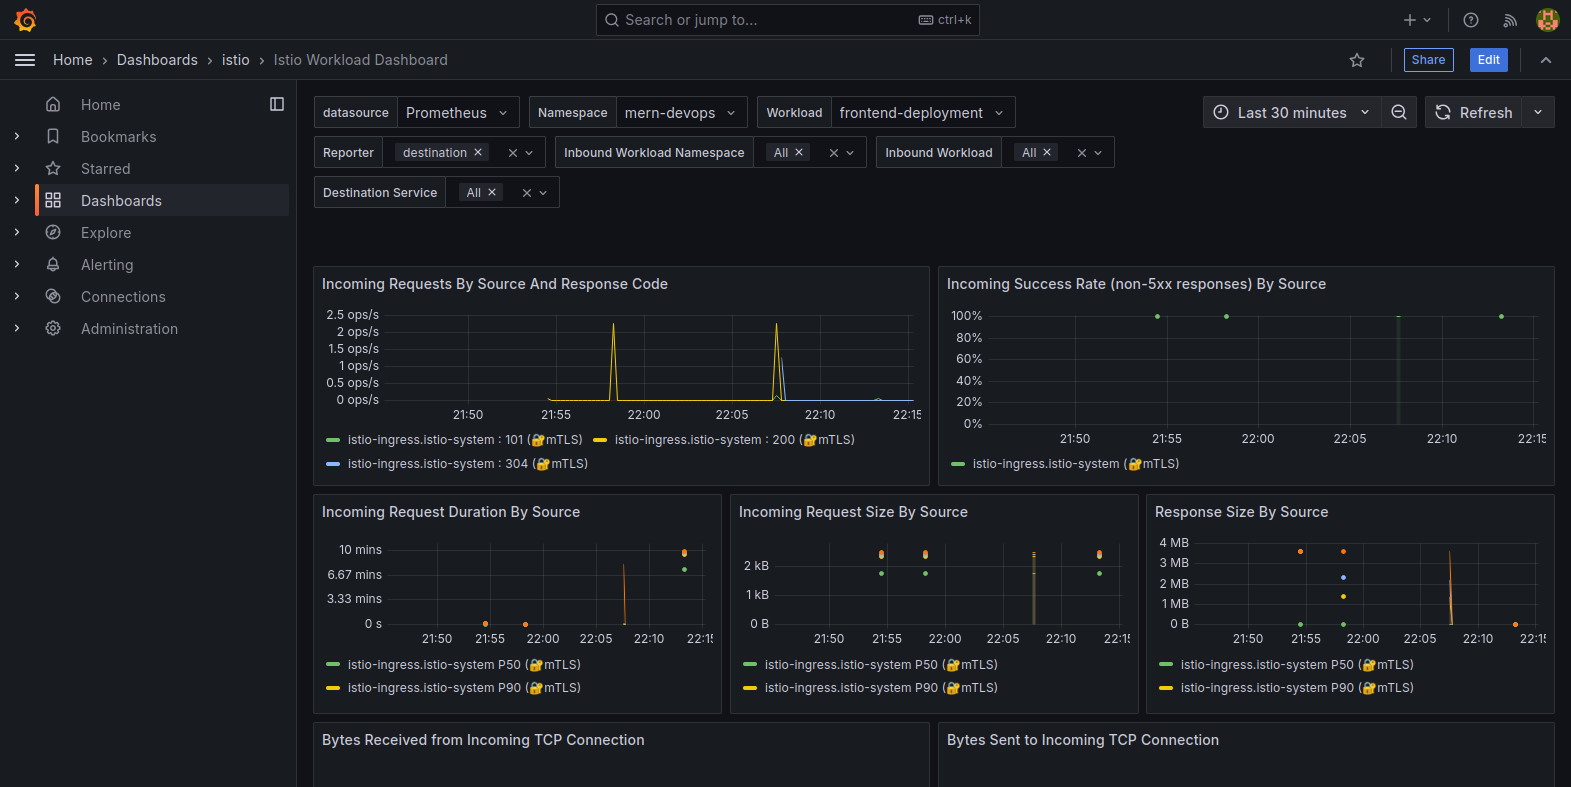 Search or jump to...
ctrl+k
Home › Dashboards › istio › Istio Workload Dashboard
Share
Edit
Home
Bookmarks
Starred
Dashboards
Explore
Alerting
Connections
Administration
datasource Prometheus
Namespace mern-devops
Workload frontend-deployment
Last 30 minutes
Refresh
Reporter destination
Inbound Workload Namespace All
Inbound Workload All
Destination Service All
Incoming Requests By Source And Response Code
2.5 ops/s
2 ops/s
1.5 ops/s
1 ops/s
0.5 ops/s
0 ops/s
21:50 21:55 22:00 22:05 22:10 22:15
istio-ingress.istio-system : 101 (🔐mTLS) istio-ingress.istio-system : 200 (🔐mTLS)
istio-ingress.istio-system : 304 (🔐mTLS)
Incoming Success Rate (non-5xx responses) By Source
100%
80%
60%
40%
20%
0%
21:50 21:55 22:00 22:05 22:10 22:15
istio-ingress.istio-system (🔐mTLS)
Incoming Request Duration By Source
10 mins
6.67 mins
3.33 mins
0 s
21:50 21:55 22:00 22:05 22:10 22:15
istio-ingress.istio-system P50 (🔐mTLS)
istio-ingress.istio-system P90 (🔐mTLS)
Incoming Request Size By Source
2 kB
1 kB
0 B
21:50 21:55 22:00 22:05 22:10 22:15
istio-ingress.istio-system P50 (🔐mTLS)
istio-ingress.istio-system P90 (🔐mTLS)
Response Size By Source
4 MB
3 MB
2 MB
1 MB
0 B
21:50 21:55 22:00 22:05 22:10 22:15
istio-ingress.istio-system P50 (🔐mTLS)
istio-ingress.istio-system P90 (🔐mTLS)
Bytes Received from Incoming TCP Connection
Bytes Sent to Incoming TCP Connection